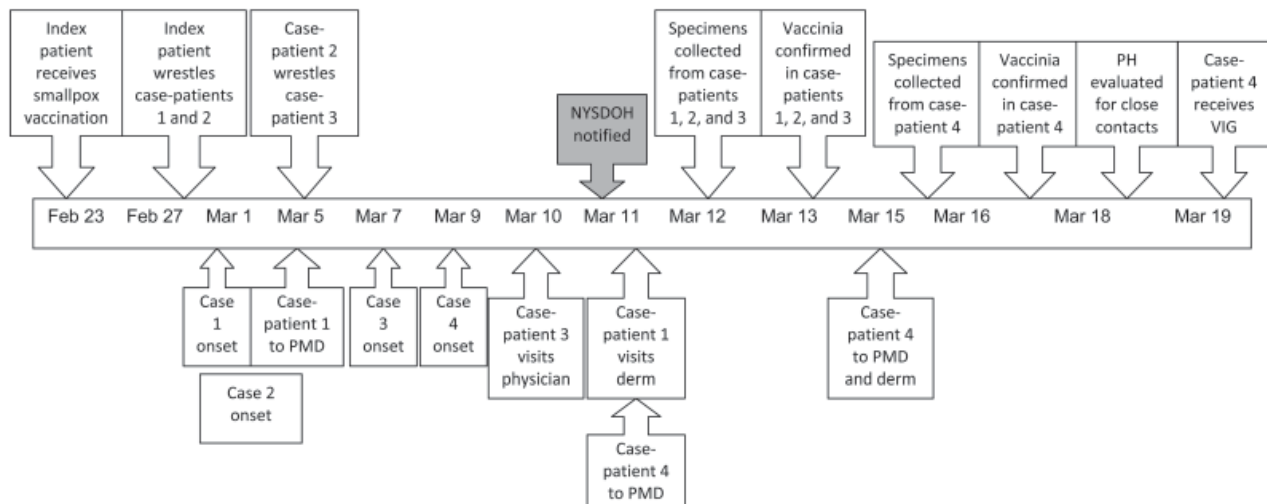 Index
patient
receives
smallpox
vaccination
Index
patient
wrestles
case-patients
1 and 2
Case-
patient 2
wrestles
case-
patient 3
NYSDOH
notified
Specimens
collected
from case-
patients
1, 2, and 3
Vaccinia
confirmed
in case-
patients
1, 2, and 3
Specimens
collected
from case-
patient 4
Vaccinia
confirmed
in case-
patient 4
PH
evaluated
for close
contacts
Case-
patient 4
receives
VIG
Feb 23 Feb 27 Mar 1 Mar 5 Mar 7 Mar 9 Mar 10 Mar 11 Mar 12 Mar 13 Mar 15 Mar 16 Mar 18 Mar 19
Case
1
onset
Case-
patient 1
to PMD
Case
3
onset
Case
4
onset
Case-
patient 3
visits
physician
Case-
patient 1
visits
derm
Case-
patient 4
to PMD
and derm
Case 2
onset
Case-
patient 4
to PMD